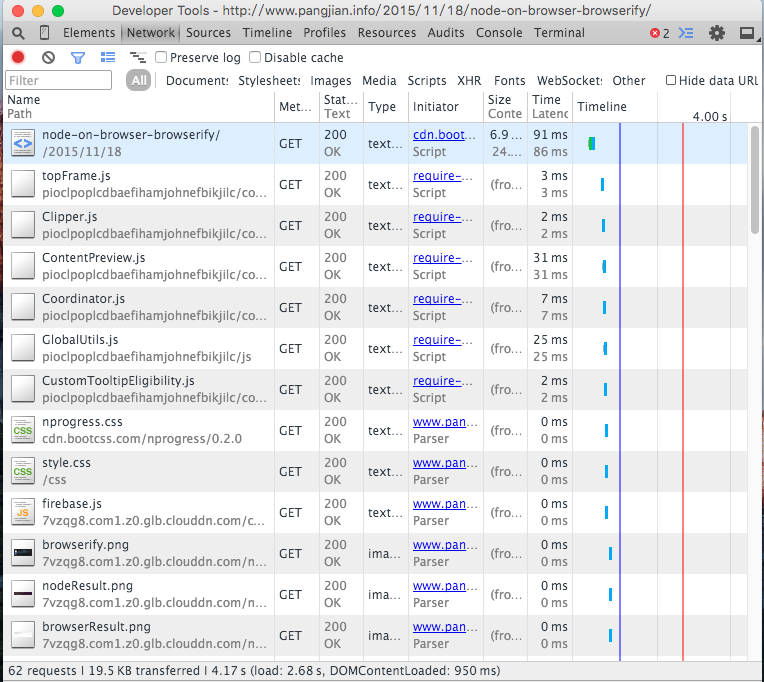 Developer Tools - http://www.pangjian.info/2015/11/18/node-on-browser-browserify/
Elements Network Sources Timeline Profiles Resources Audits Console Terminal 2
Preserve log Disable cache
Filter All Documents Stylesheets Images Media Scripts XHR Fonts WebSockets Other Hide data URL
Name Met... Stat... Type Initiator Size Time Timeline
Path Text Conte Latenc 4.00 s
node-on-browser-browserify/ GET 200 text... cdn.boot... 6.9 ... 91 ms
/2015/11/18 OK Script 24.... 86 ms
topFrame.js GET 200 text... require-... (fro... 3 ms
pioclpoplcdbaefihamjohnefbikjilc/co... OK Script 3 ms
Clipper.js GET 200 text... require-... (fro... 2 ms
pioclpoplcdbaefihamjohnefbikjilc/co... OK Script 2 ms
ContentPreview.js GET 200 text... require-... (fro... 31 ms
pioclpoplcdbaefihamjohnefbikjilc/co... OK Script 31 ms
Coordinator.js GET 200 text... require-... (fro... 7 ms
pioclpoplcdbaefihamjohnefbikjilc/co... OK Script 7 ms
GlobalUtils.js GET 200 text... require-... (fro... 25 ms
pioclpoplcdbaefihamjohnefbikjilc/js OK Script 25 ms
CustomTooltipEligibility.js GET 200 text... require-... (fro... 2 ms
pioclpoplcdbaefihamjohnefbikjilc/co... OK Script 2 ms
CSS nprogress.css GET 200 text... www.pan... (fro... 0 ms
cdn.bootcss.com/nprogress/0.2.0 OK Parser 0 ms
CSS style.css GET 200 text... www.pan... (fro... 0 ms
/css OK Parser 0 ms
JS firebase.js GET 200 text... www.pan... (fro... 0 ms
7vzqg8.com1.z0.glb.clouddn.com/c... OK Parser 0 ms
browserify.png GET 200 ima... www.pan... (fro... 0 ms
7vzqg8.com1.z0.glb.clouddn.com/n... OK Parser 0 ms
nodeResult.png GET 200 ima... www.pan... (fro... 0 ms
7vzqg8.com1.z0.glb.clouddn.com/n... OK Parser 0 ms
browserResult.png GET 200 ima... www.pan... (fro... 0 ms
7vzqg8.com1.z0.glb.clouddn.com/n... OK Parser 0 ms
62 requests | 19.5 KB transferred | 4.17 s (load: 2.68 s, DOMContentLoaded: 950 ms)